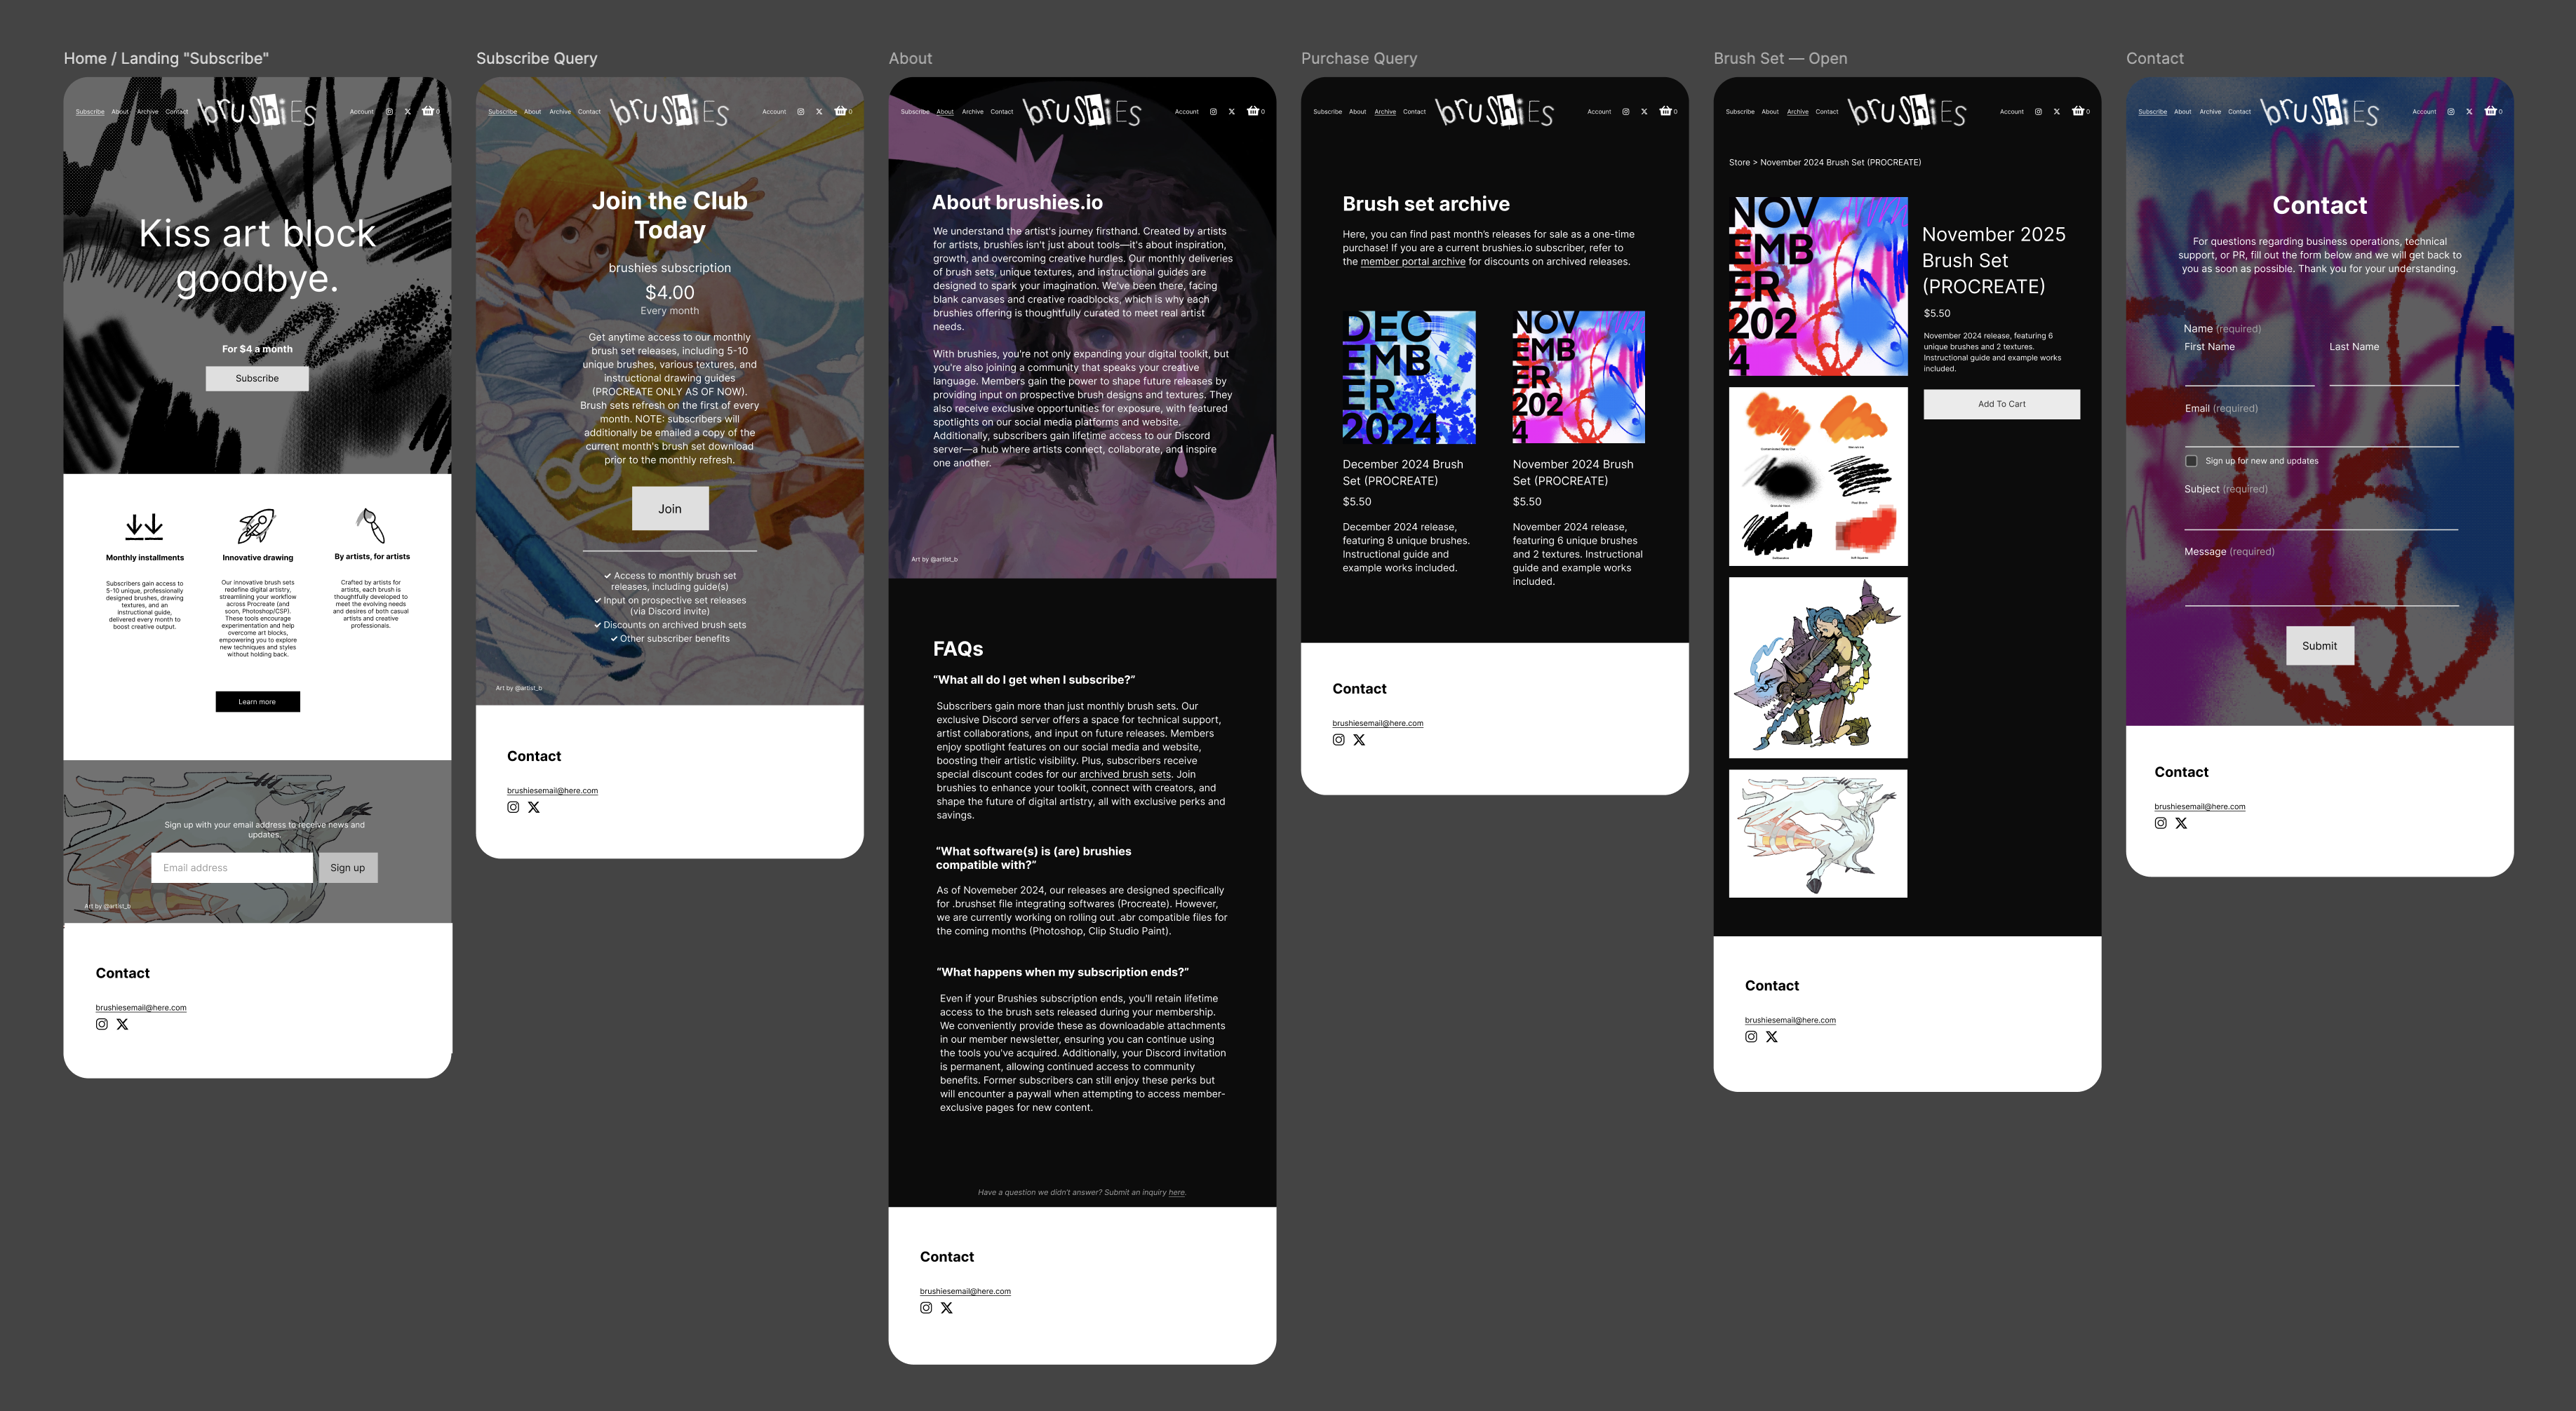 Home / Landing "Subscribe"
Subscribe About Archive Contact brushies Account 0
Kiss art block
goodbye.
For $4 a month
Subscribe
Monthly installments
Subscribers gain access to
5-10 unique, professionally
designed brushes, drawing
textures, and an
instructional guide,
delivered every month to
boost creative output.
Innovative drawing
Our innovative brush sets
redefine digital artistry,
streamlining your workflow
across Procreate (and
soon, Photoshop/CSP).
These tools encourage
experimentation and help
overcome art blocks,
empowering you to explore
new techniques and styles
without holding back.
By artists, for artists
Crafted by artists for
artists, each brush is
thoughtfully developed to
meet the evolving needs
and desires of both casual
artists and creative
professionals.
Learn more
Sign up with your email address to receive news and
updates.
Email address
Sign up
Art by @artist_b
Contact
brushiesemail@here.com
Subscribe Query
Subscribe About Archive Contact brushies Account 0
Join the Club
Today
brushies subscription
$4.00
Every month
Get anytime access to our monthly
brush set releases, including 5-10
unique brushes, various textures, and
instructional drawing guides
(PROCREATE ONLY AS OF NOW).
Brush sets refresh on the first of every
month. NOTE: subscribers will
additionally be emailed a copy of the
current month's brush set download
prior to the monthly refresh.
Join
✓ Access to monthly brush set
releases, including guide(s)
✓ Input on prospective set releases
(via Discord invite)
✓ Discounts on archived brush sets
✓ Other subscriber benefits
Art by @artist_b
Contact
brushiesemail@here.com
About
Subscribe About Archive Contact brushies Account 0
About brushies.io
We understand the artist's journey firsthand. Created by artists
for artists, brushies isn't just about tools—it's about inspiration,
growth, and overcoming creative hurdles. Our monthly deliveries
of brush sets, unique textures, and instructional guides are
designed to spark your imagination. We've been there, facing
blank canvases and creative roadblocks, which is why each
brushies offering is thoughtfully curated to meet real artist
needs.
With brushies, you're not only expanding your digital toolkit, but
you're also joining a community that speaks your creative
language. Members gain the power to shape future releases by
providing input on prospective brush designs and textures. They
also receive exclusive opportunities for exposure, with featured
spotlights on our social media platforms and website.
Additionally, subscribers gain lifetime access to our Discord
server—a hub where artists connect, collaborate, and inspire
one another.
Art by @artist_b
FAQs
“What all do I get when I subscribe?”
Subscribers gain more than just monthly brush sets. Our
exclusive Discord server offers a space for technical support,
artist collaborations, and input on future releases. Members
enjoy spotlight features on our social media and website,
boosting their artistic visibility. Plus, subscribers receive
special discount codes for our archived brush sets. Join
brushies to enhance your toolkit, connect with creators, and
shape the future of digital artistry, all with exclusive perks and
savings.
“What software(s) is (are) brushies
compatible with?”
As of Novemeber 2024, our releases are designed specifically
for .brushset file integrating softwares (Procreate). However,
we are currently working on rolling out .abr compatible files for
the coming months (Photoshop, Clip Studio Paint).
“What happens when my subscription ends?”
Even if your Brushies subscription ends, you'll retain lifetime
access to the brush sets released during your membership.
We conveniently provide these as downloadable attachments
in our member newsletter, ensuring you can continue using
the tools you've acquired. Additionally, your Discord invitation
is permanent, allowing continued access to community
benefits. Former subscribers can still enjoy these perks but
will encounter a paywall when attempting to access member-
exclusive pages for new content.
Have a question we didn't answer? Submit an inquiry here.
Contact
brushiesemail@here.com
Purchase Query
Subscribe About Archive Contact brushies Account 0
Brush set archive
Here, you can find past month's releases for sale as a one-time
purchase! If you are a current brushies.io subscriber, refer to
the member portal archive for discounts on archived releases.
DEC
EMB
ER
2024
December 2024 Brush
Set (PROCREATE)
$5.50
December 2024 release,
featuring 8 unique brushes.
Instructional guide and
example works included.
NOV
EMB
ER
202
4
November 2024 Brush
Set (PROCREATE)
$5.50
November 2024 release,
featuring 6 unique brushes
and 2 textures. Instructional
guide and example works
included.
Contact
brushiesemail@here.com
Brush Set — Open
Subscribe About Archive Contact brushies Account 0
Store > November 2024 Brush Set (PROCREATE)
NOV
EMB
ER
202
4
November 2025
Brush Set
(PROCREATE)
$5.50
November 2024 release, featuring 6
unique brushes and 2 textures.
Instructional guide and example works
included.
Add To Cart
Contact
brushiesemail@here.com
Contact
Subscribe About Archive Contact brushies Account 0
Contact
For questions regarding business operations, technical
support, or PR, fill out the form below and we will get back to
you as soon as possible. Thank you for your understanding.
Name (required)
First Name Last Name
Email (required)
Sign up for new and updates
Subject (required)
Message (required)
Submit
Contact
brushiesemail@here.com